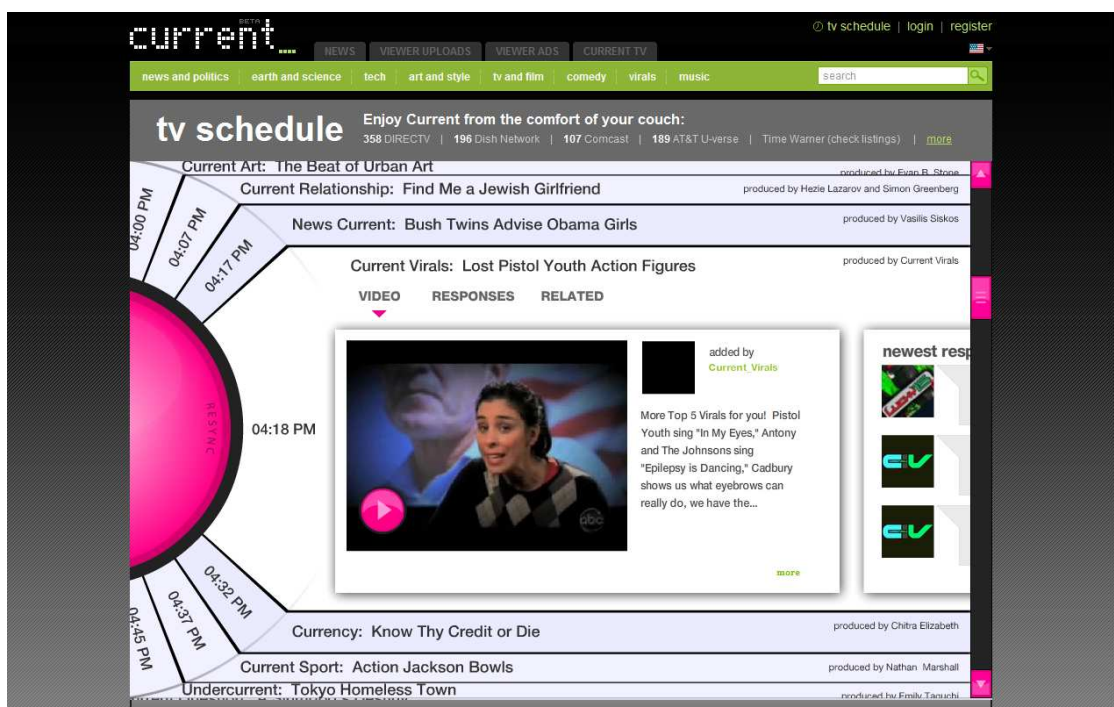 BETA
current
tv schedule | login | register
NEWS VIEWER UPLOADS VIEWER ADS CURRENT TV
news and politics earth and science tech art and style tv and film comedy virals music search
tv schedule
Enjoy Current from the comfort of your couch:
358 DIRECTV | 196 Dish Network | 107 Comcast | 189 AT&T U-verse | Time Warner (check listings) | more
Current Art: The Beat of Urban Art produced by Evan B. Stone
04:00 PM
Current Relationship: Find Me a Jewish Girlfriend produced by Hezie Lazarov and Simon Greenberg
04:07 PM
News Current: Bush Twins Advise Obama Girls produced by Vasilis Siskos
04:17 PM
Current Virals: Lost Pistol Youth Action Figures produced by Current Virals
VIDEO RESPONSES RELATED
newest resp
added by
Current_Virals
More Top 5 Virals for you! Pistol
Youth sing "In My Eyes," Antony
and The Johnsons sing
"Epilepsy is Dancing," Cadbury
shows us what eyebrows can
really do, we have the...
abc
more
RESYNC
04:18 PM
04:32 PM
Currency: Know Thy Credit or Die produced by Chitra Elizabeth
04:37 PM
Current Sport: Action Jackson Bowls produced by Nathan Marshall
04:45 PM
Undercurrent: Tokyo Homeless Town produced by Emily Taguchi